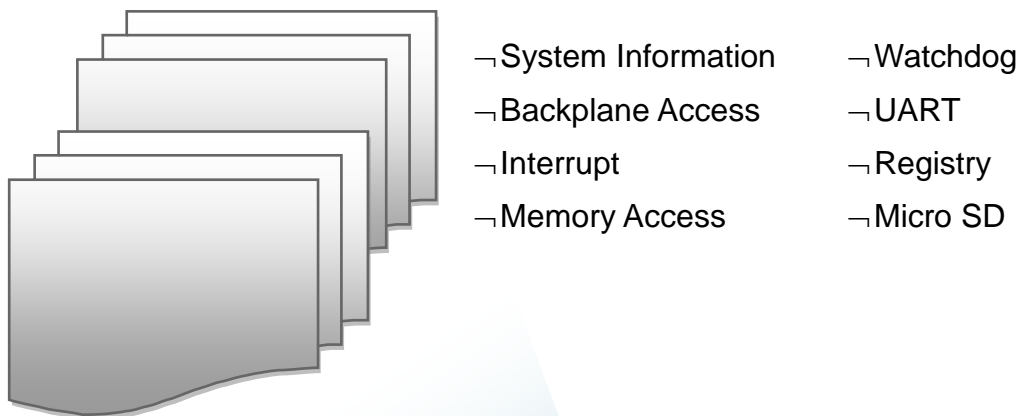 ¬System Information
¬Backplane Access
¬Interrupt
¬Memory Access
¬Watchdog
¬UART
¬Registry
¬Micro SD